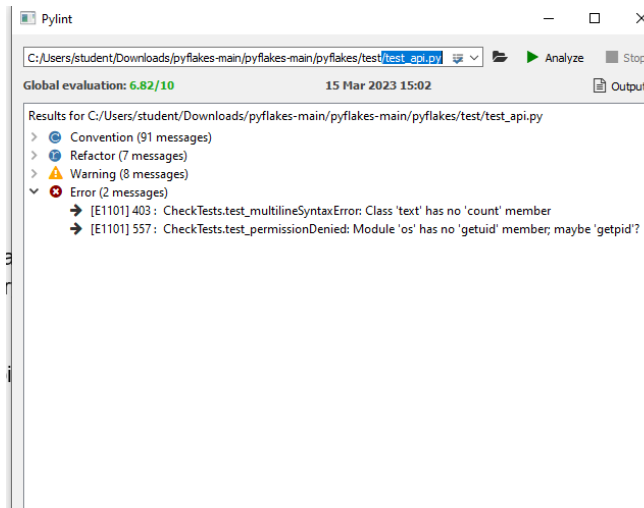 Pylint
C:/Users/student/Downloads/pyflakes-main/pyflakes-main/pyflakes/test/test_api.py Analyze Stop
Global evaluation: 6.82/10 15 Mar 2023 15:02 Output
Results for C:/Users/student/Downloads/pyflakes-main/pyflakes-main/pyflakes/test/test_api.py
Convention (91 messages)
Refactor (7 messages)
Warning (8 messages)
Error (2 messages)
[E1101] 403 : CheckTests.test_multilineSyntaxError: Class 'text' has no 'count' member
[E1101] 557 : CheckTests.test_permissionDenied: Module 'os' has no 'getuid' member; maybe 'getpid'?